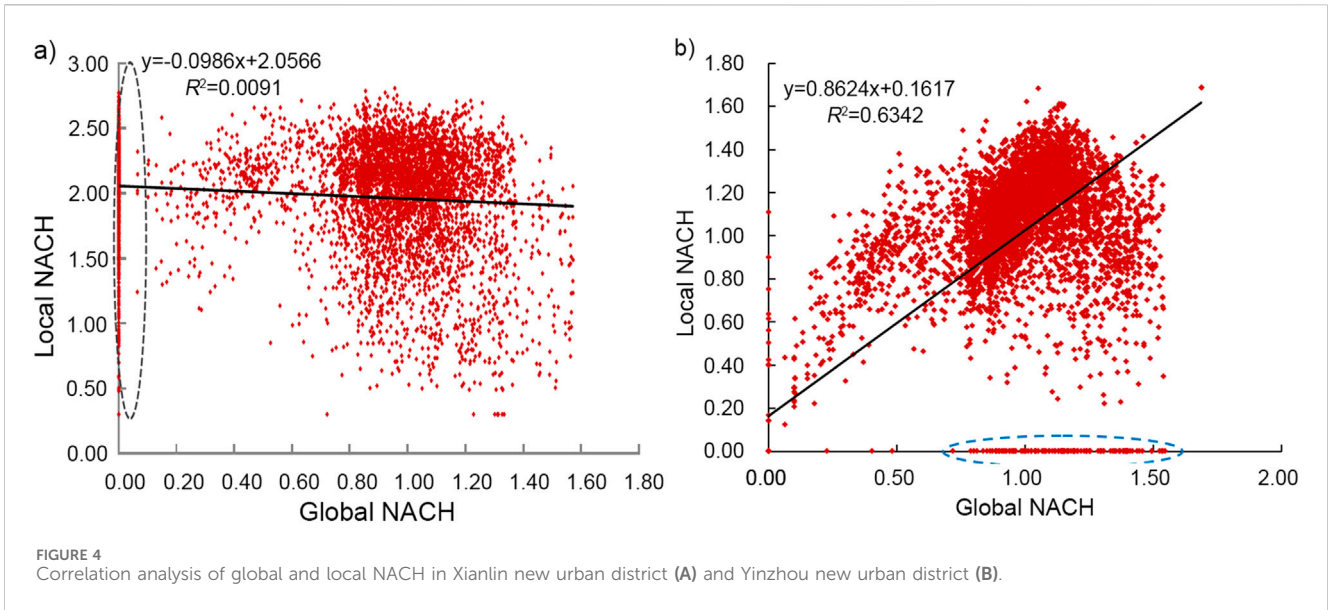 a)
y=-0.0986x+2.0566
R²=0.0091
3.00
2.50
2.00
1.50
1.00
0.50
0.00
Local NACH
0.00 0.20 0.40 0.60 0.80 1.00 1.20 1.40 1.60 1.80
Global NACH
b)
y=0.8624x+0.1617
R²=0.6342
1.80
1.60
1.40
1.20
1.00
0.80
0.60
0.40
0.20
0.00
Local NACH
0.00 0.50 1.00 1.50 2.00
Global NACH
FIGURE 4
Correlation analysis of global and local NACH in Xianlin new urban district (A) and Yinzhou new urban district (B).